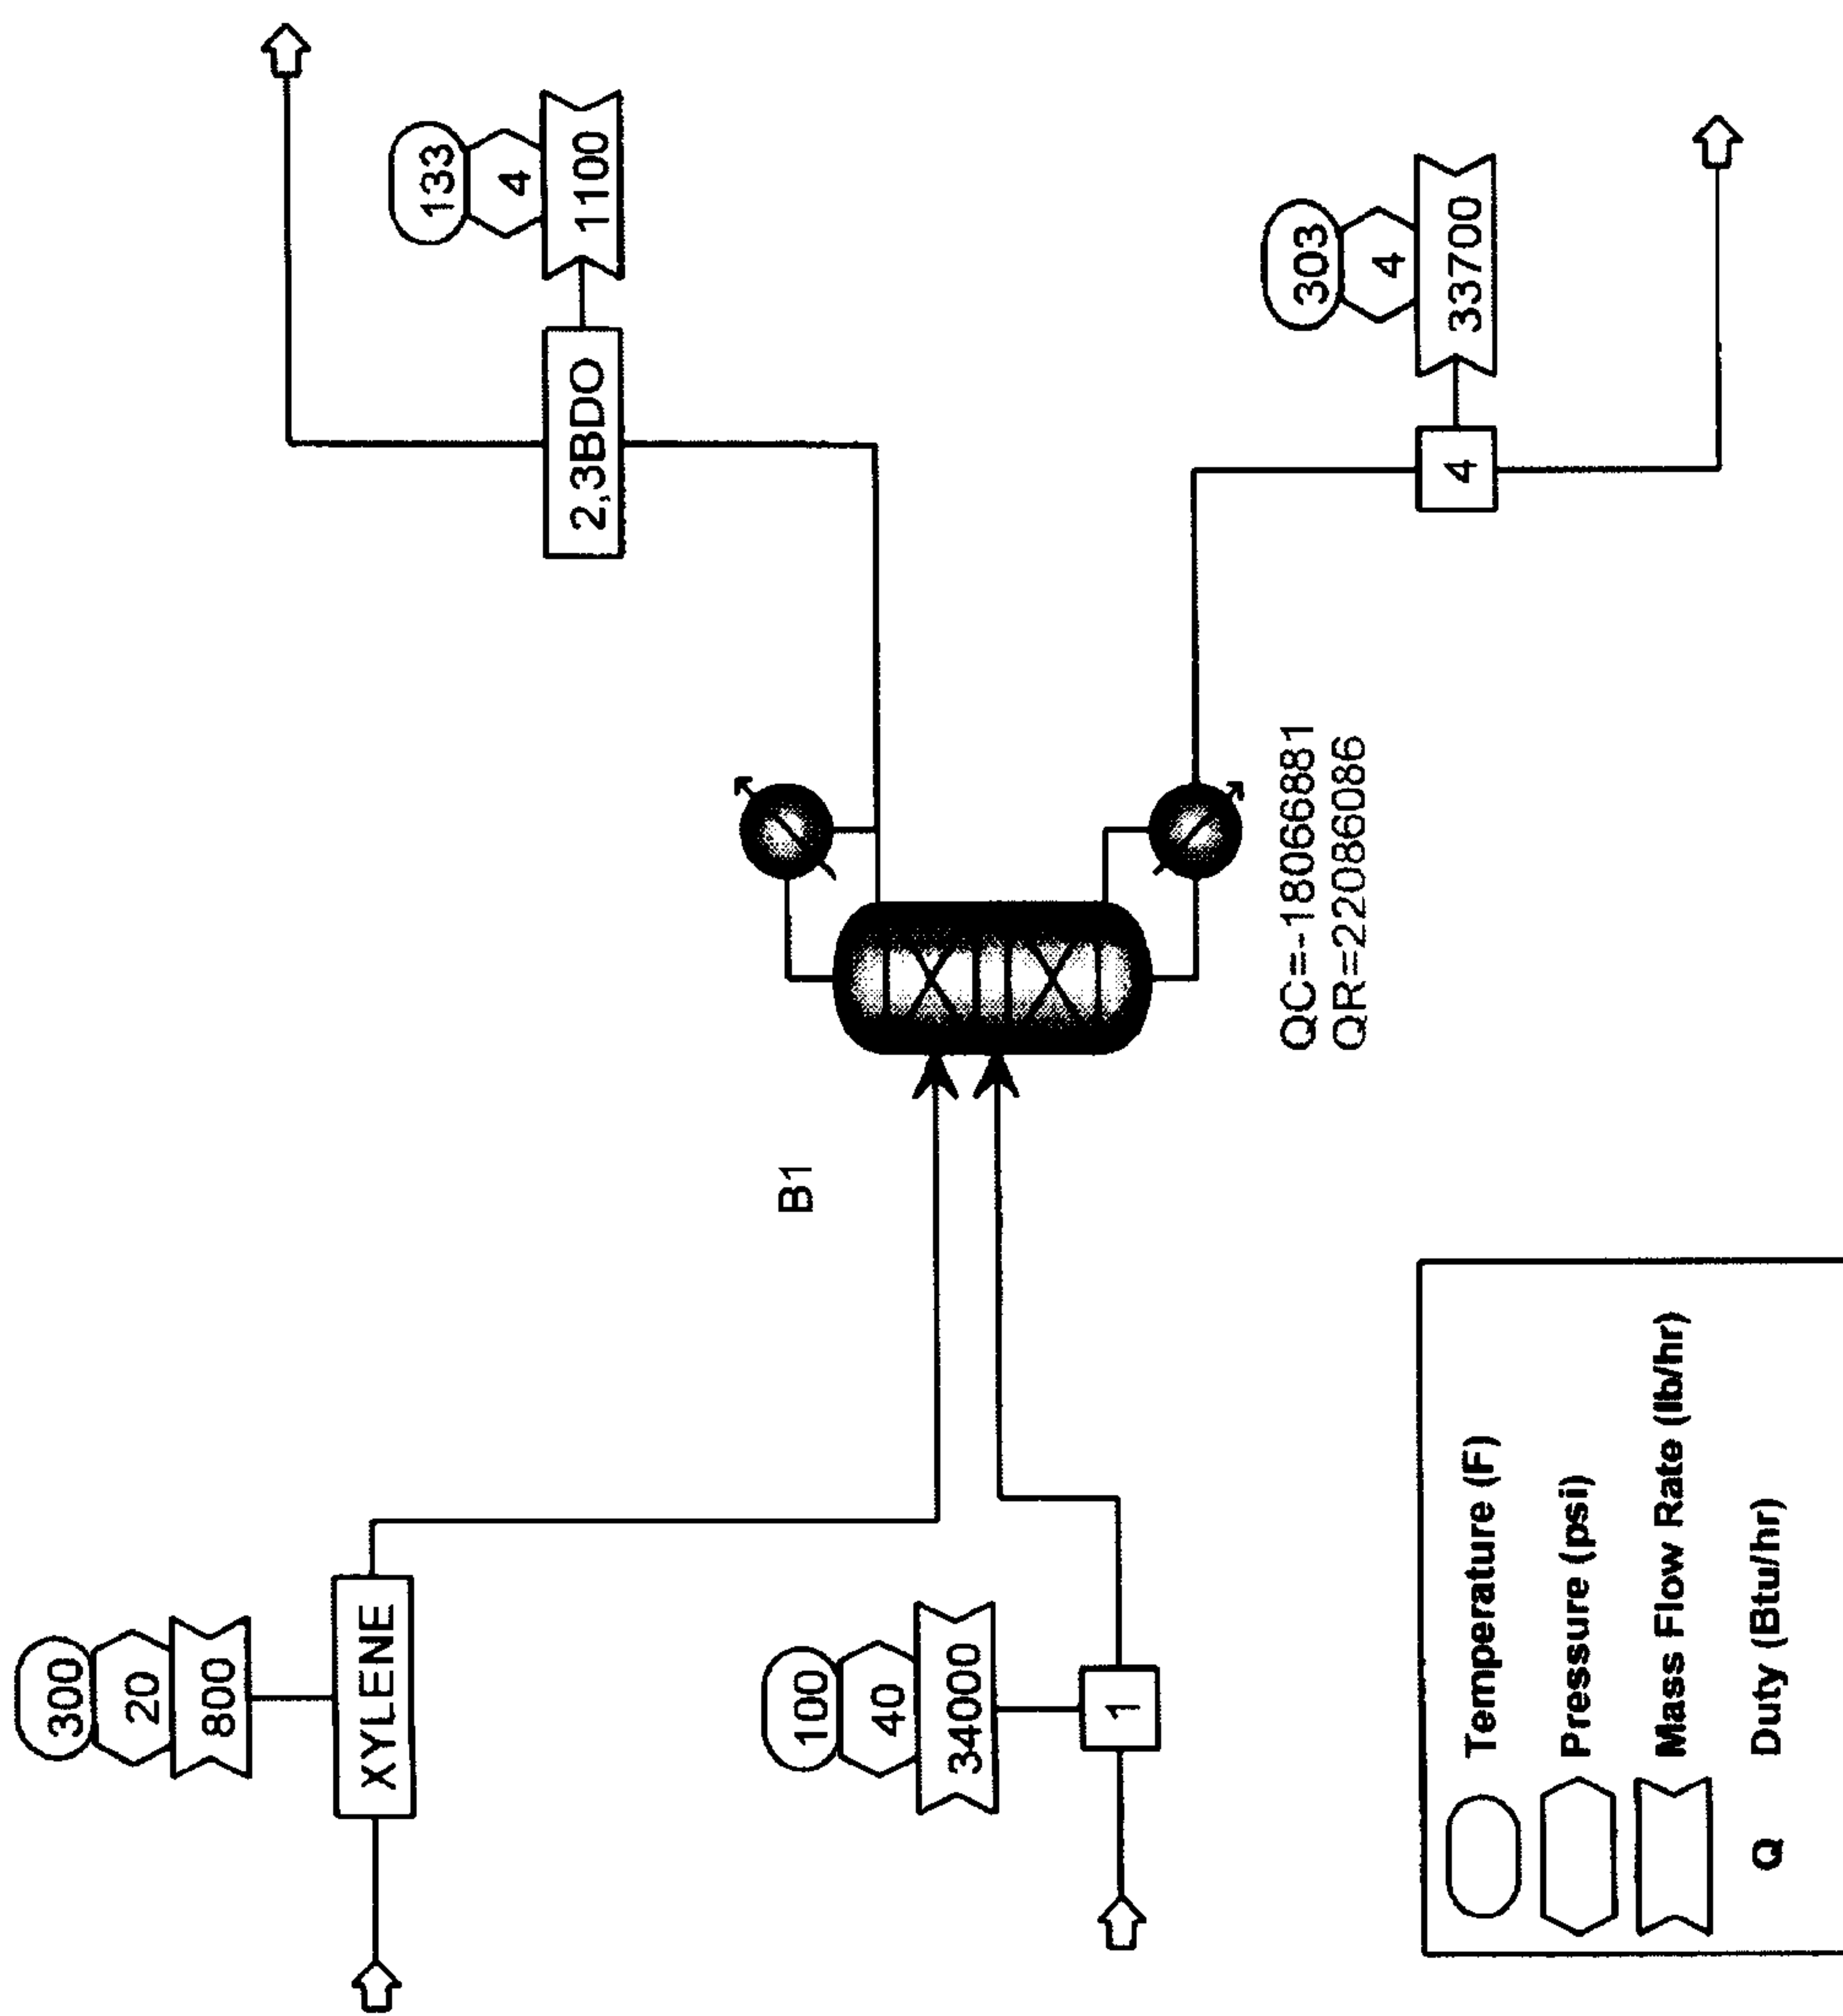 300
20
800
XYLENE
100
40
34000
1
B1
QC=-18066881
QR=22086086
133
4
1100
2,3BDO
303
4
33700
4
Temperature (F)
Pressure (psi)
Mass Flow Rate (lb/hr)
Q Duty (Btu/hr)